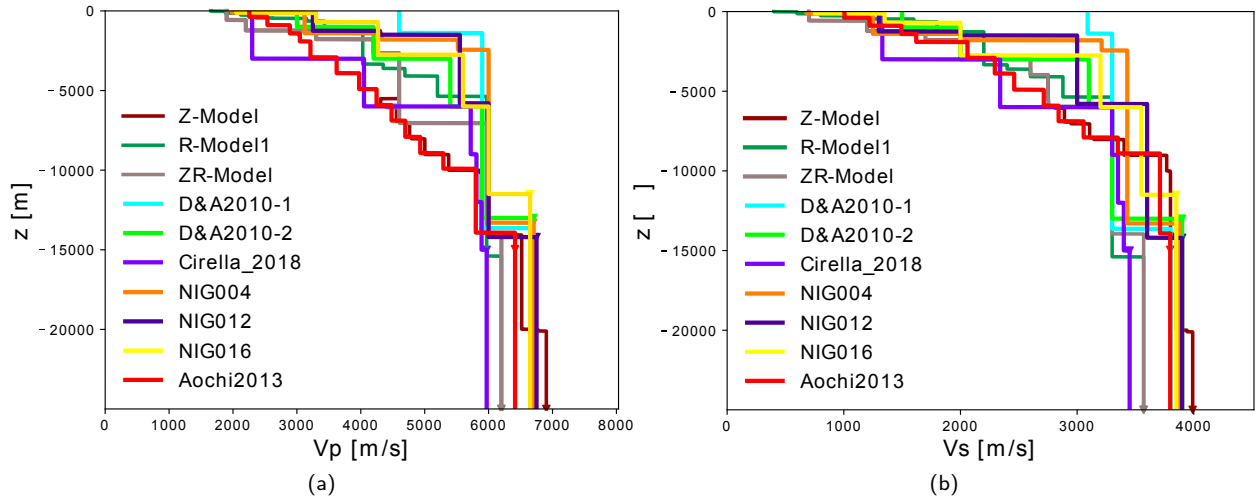 0
−5000
−10000
−15000
−20000
z [m]
Z-Model
R-Model1
ZR-Model
D&A2010-1
D&A2010-2
Cirella_2018
NIG004
NIG012
NIG016
Aochi2013
0 1000 2000 3000 4000 5000 6000 7000 8000
Vp [m/s]
(a)
0
−5000
−10000
−15000
−20000
z [ ]
Z-Model
R-Model1
ZR-Model
D&A2010-1
D&A2010-2
Cirella_2018
NIG004
NIG012
NIG016
Aochi2013
0 1000 2000 3000 4000
Vs [m/s]
(b)